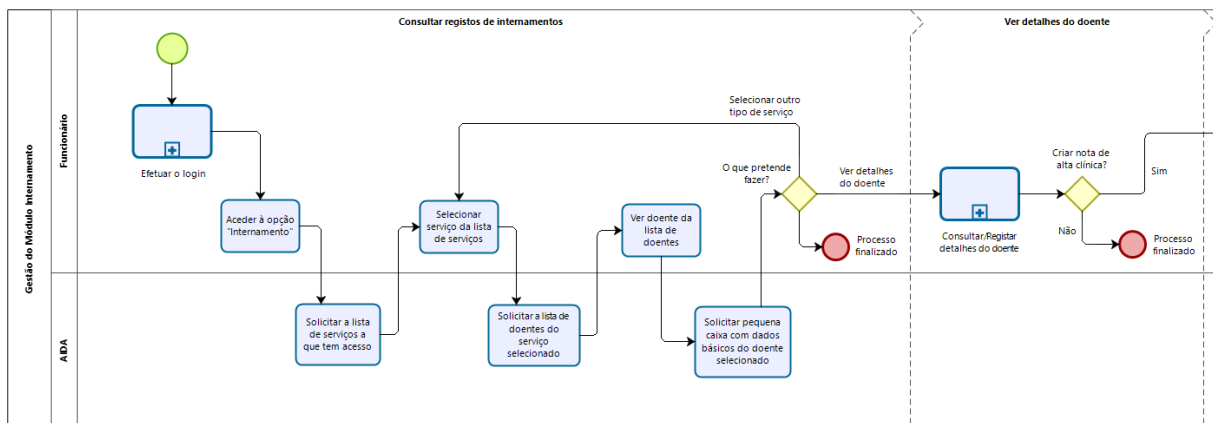 Consultar registos de internamentos
Ver detalhes do doente
Gestão do Módulo Internamento
Funcionário
AIDA
Efetuar o login
Aceder à opção
"Internamento"
Solicitar a lista
de serviços a
que tem acesso
Selecionar
serviço da lista
de serviços
Solicitar a lista de
doentes do
serviço
selecionado
Ver doente da
lista de
doentes
Solicitar pequena
caixa com dados
básicos do doente
selecionado
Selecionar outro
tipo de serviço
O que pretende
fazer?
Ver detalhes
do doente
Processo
finalizado
Consultar/Registar
detalhes do doente
Criar nota de
alta clínica?
Sim
Não
Processo
finalizado